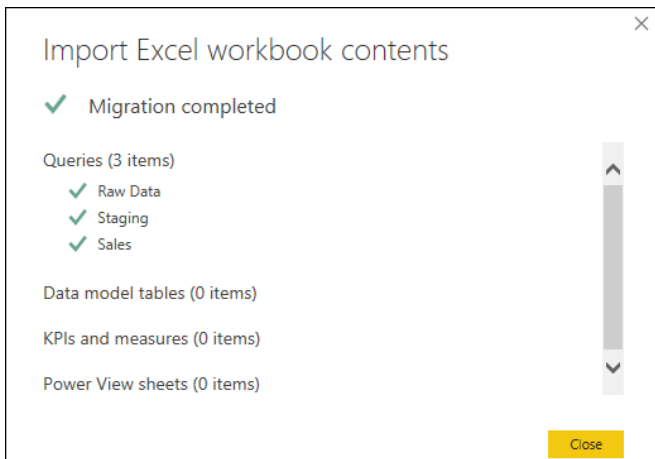 Import Excel workbook contents
Migration completed
Queries (3 items)
Raw Data
Staging
Sales
Data model tables (0 items)
KPIs and measures (0 items)
Power View sheets (0 items)
Close